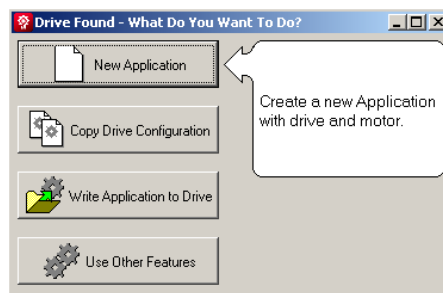 Drive Found - What Do You Want To Do?
New Application
Create a new Application
with drive and motor.
Copy Drive Configuration
Write Application to Drive
Use Other Features